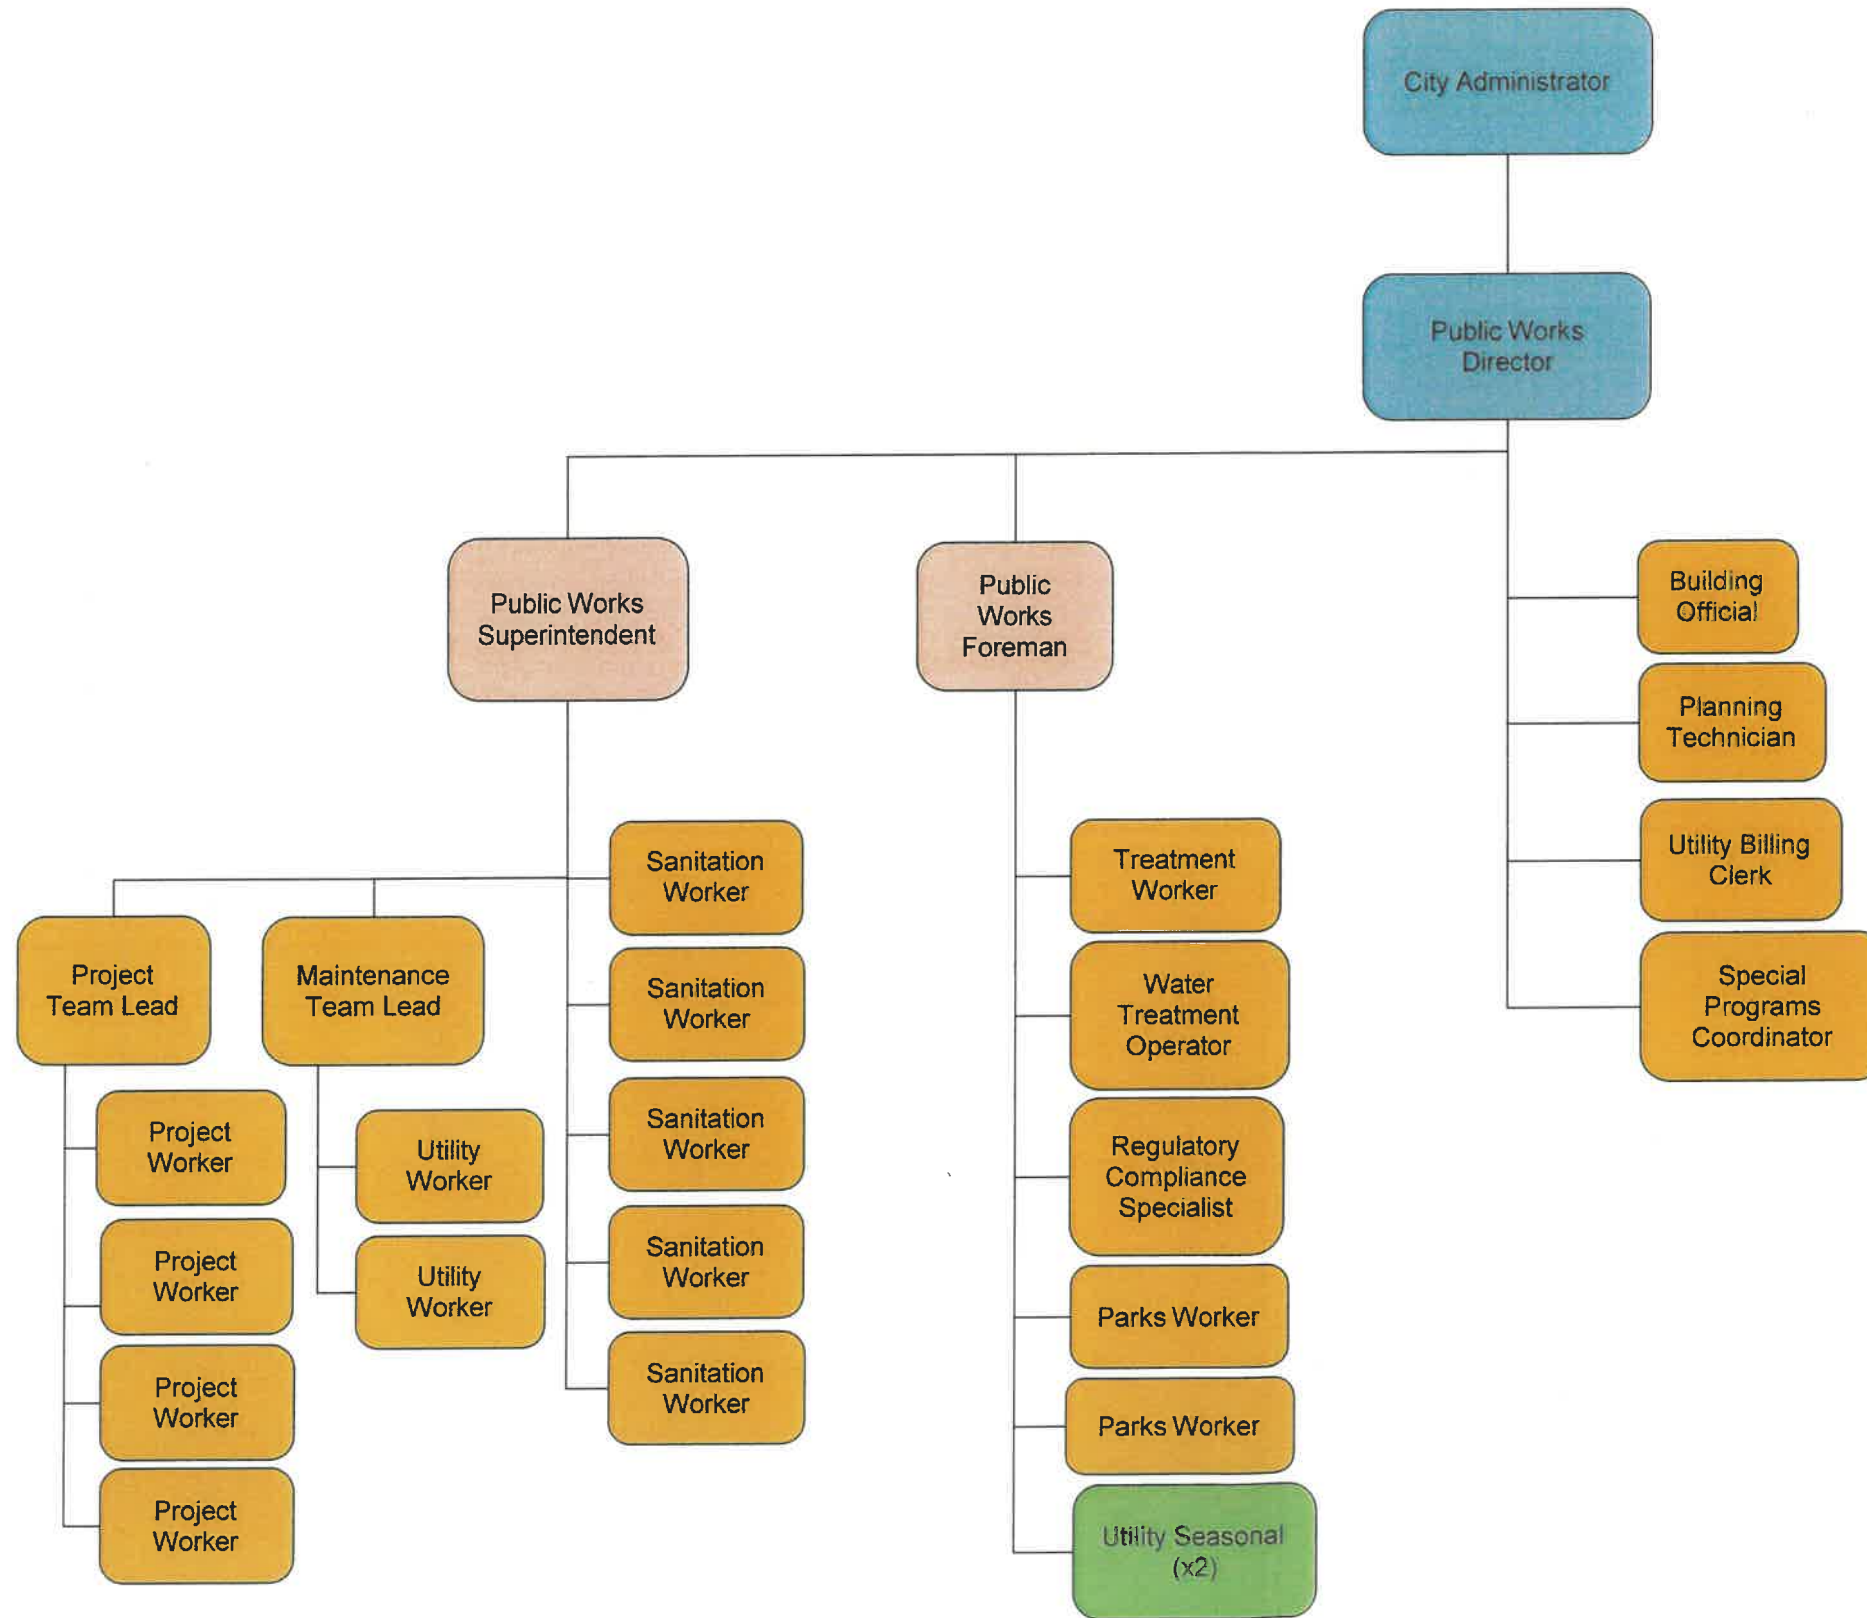 City Administrator
Public Works
Director
Public Works
Superintendent
Public
Works
Foreman
Building
Official
Planning
Technician
Utility Billing
Clerk
Special
Programs
Coordinator
Project
Team Lead
Maintenance
Team Lead
Project
Worker
Project
Worker
Project
Worker
Project
Worker
Utility
Worker
Utility
Worker
Sanitation
Worker
Sanitation
Worker
Sanitation
Worker
Sanitation
Worker
Sanitation
Worker
Treatment
Worker
Water
Treatment
Operator
Regulatory
Compliance
Specialist
Parks Worker
Parks Worker
Utility Seasonal
(x2)